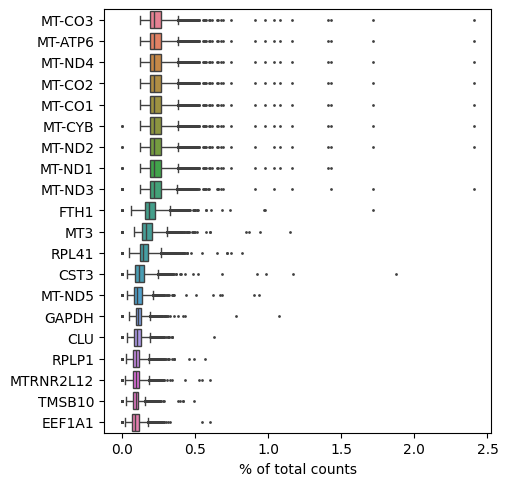 MT-CO3
MT-ATP6
MT-ND4
MT-CO2
MT-CO1
MT-CYB
MT-ND2
MT-ND1
MT-ND3
FTH1
MT3
RPL41
CST3
MT-ND5
GAPDH
CLU
RPLP1
MTRNR2L12
TMSB10
EEF1A1
0.0 0.5 1.0 1.5 2.0 2.5
% of total counts